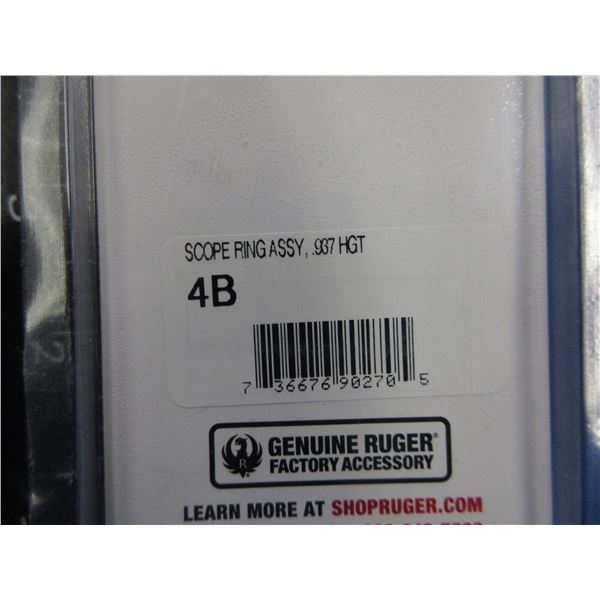 SCOPE RING ASSY, .937 HGT
4B
7 36676 90270 5
GENUINE RUGER®
FACTORY ACCESSORY
LEARN MORE AT SHOPRUGER.COM